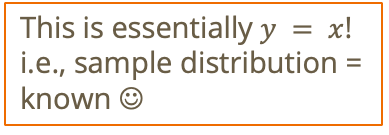 This is essentially y = x!
i.e., sample distribution =
known ☺